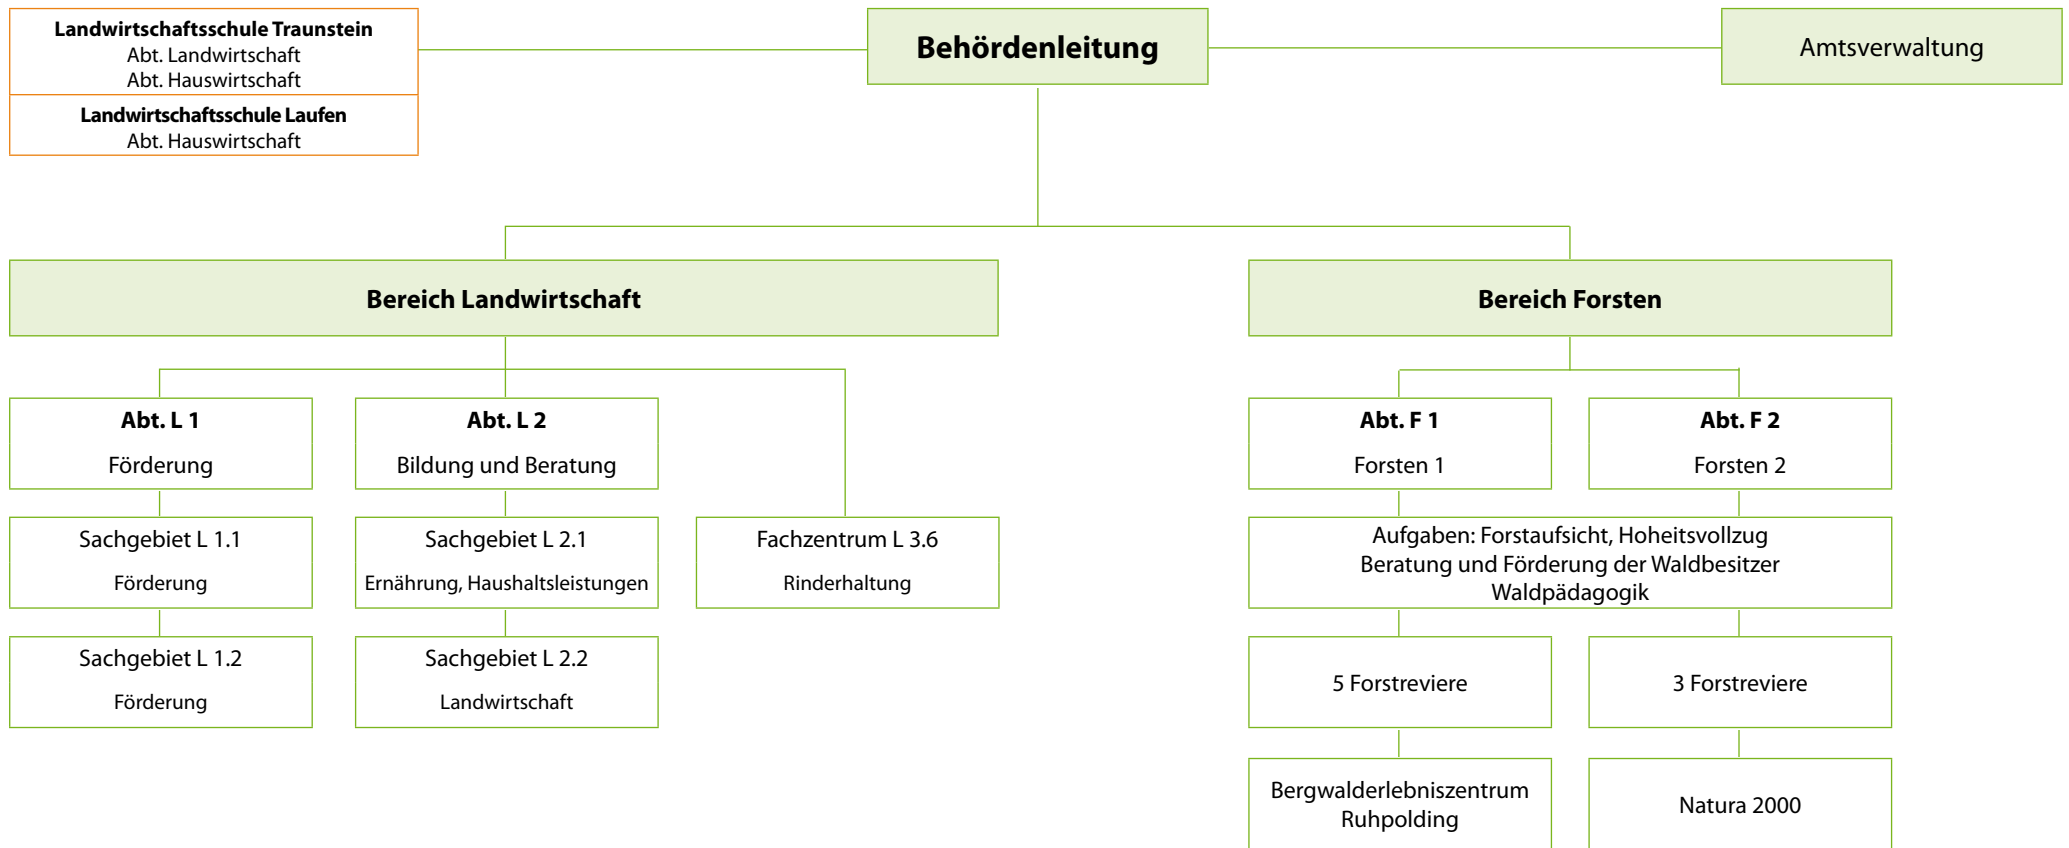 Landwirtschaftsschule Traunstein
Abt. Landwirtschaft
Abt. Hauswirtschaft
Landwirtschaftsschule Laufen
Abt. Hauswirtschaft
Behördenleitung
Amtsverwaltung
Bereich Landwirtschaft
Bereich Forsten
Abt. L 1
Förderung
Abt. L 2
Bildung und Beratung
Abt. F 1
Forsten 1
Abt. F 2
Forsten 2
Sachgebiet L 1.1
Förderung
Sachgebiet L 2.1
Ernährung, Haushaltsleistungen
Fachzentrum L 3.6
Rinderhaltung
Aufgaben: Forstaufsicht, Hoheitsvollzug
Beratung und Förderung der Waldbesitzer
Waldpädagogik
Sachgebiet L 1.2
Förderung
Sachgebiet L 2.2
Landwirtschaft
5 Forstreviere
3 Forstreviere
Bergwalderlebniszentrum
Ruhpolding
Natura 2000